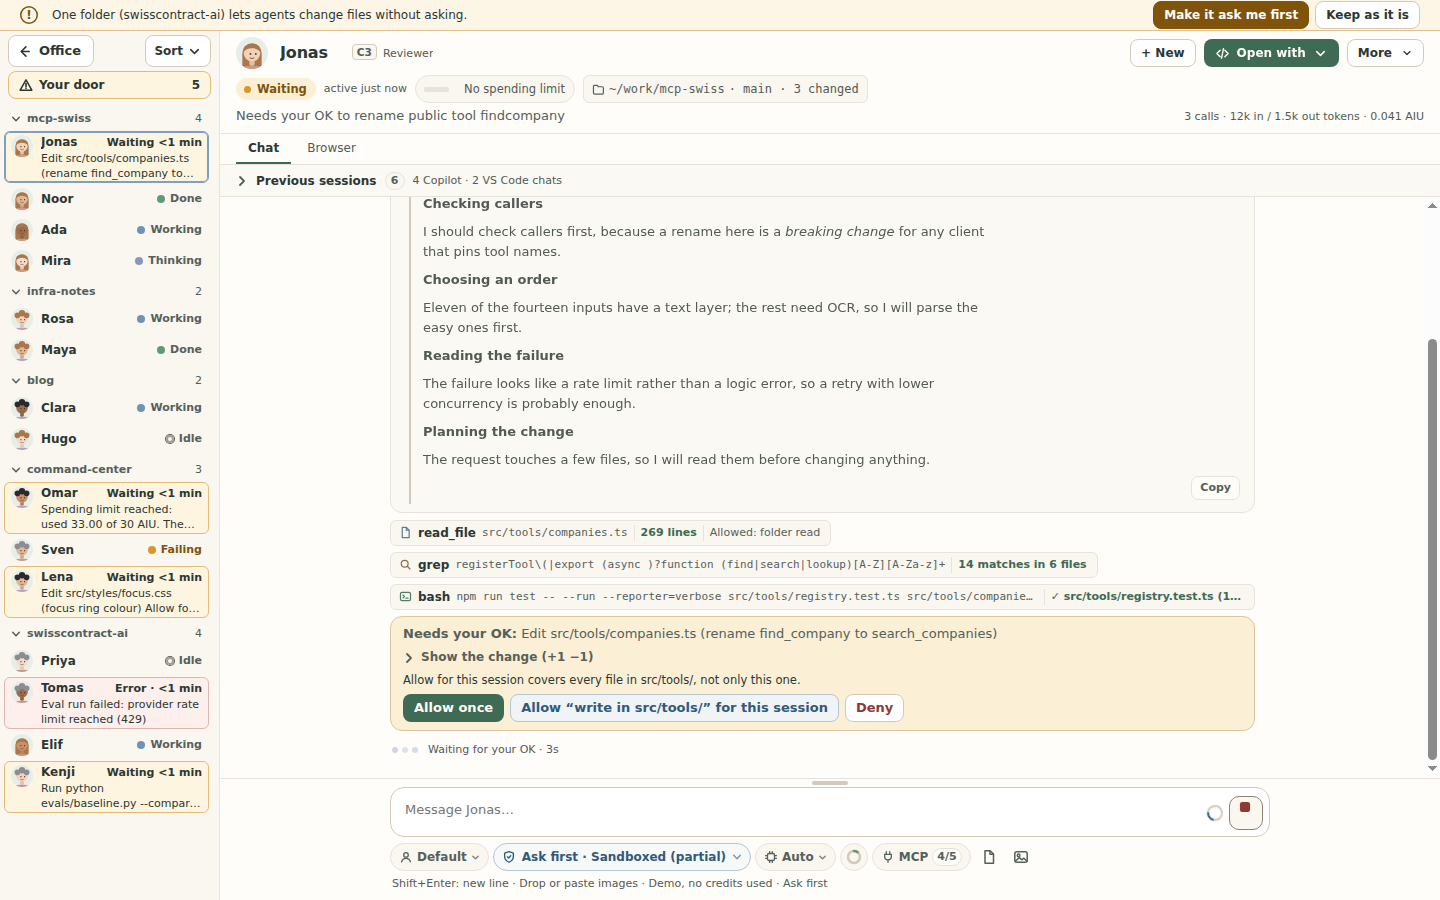 One folder (swisscontract-ai) lets agents change files without asking.
Make it ask me first
Keep as it is
Office
Sort
Your door 5
mcp-swiss 4
Jonas Waiting <1 min
Edit src/tools/companies.ts
(rename find_company to…
Noor Done
Ada Working
Mira Thinking
infra-notes 2
Rosa Working
Maya Done
blog 2
Clara Working
Hugo Idle
command-center 3
Omar Waiting <1 min
Spending limit reached:
used 33.00 of 30 AIU. The…
Sven Failing
Lena Waiting <1 min
Edit src/styles/focus.css
(focus ring colour) Allow fo…
swisscontract-ai 4
Priya Idle
Tomas Error · <1 min
Eval run failed: provider rate
limit reached (429)
Elif Working
Kenji Waiting <1 min
Run python
evals/baseline.py --compar…
Jonas C3 Reviewer
+ New
Open with
More
Waiting active just now No spending limit ~/work/mcp-swiss · main · 3 changed
Needs your OK to rename public tool findcompany
3 calls · 12k in / 1.5k out tokens · 0.041 AIU
Chat Browser
Previous sessions 6 4 Copilot · 2 VS Code chats
Checking callers
I should check callers first, because a rename here is a breaking change for any client
that pins tool names.
Choosing an order
Eleven of the fourteen inputs have a text layer; the rest need OCR, so I will parse the
easy ones first.
Reading the failure
The failure looks like a rate limit rather than a logic error, so a retry with lower
concurrency is probably enough.
Planning the change
The request touches a few files, so I will read them before changing anything.
Copy
read_file src/tools/companies.ts 269 lines Allowed: folder read
grep registerTool\(|export (async )?function (find|search|lookup)[A-Z][A-Za-z]+ 14 matches in 6 files
bash npm run test -- --run --reporter=verbose src/tools/registry.test.ts src/tools/companie… ✓ src/tools/registry.test.ts (1…
Needs your OK: Edit src/tools/companies.ts (rename find_company to search_companies)
Show the change (+1 −1)
Allow for this session covers every file in src/tools/, not only this one.
Allow once
Allow “write in src/tools/” for this session
Deny
Waiting for your OK · 3s
Message Jonas…
Default
Ask first · Sandboxed (partial)
Auto
MCP 4/5
Shift+Enter: new line · Drop or paste images · Demo, no credits used · Ask first